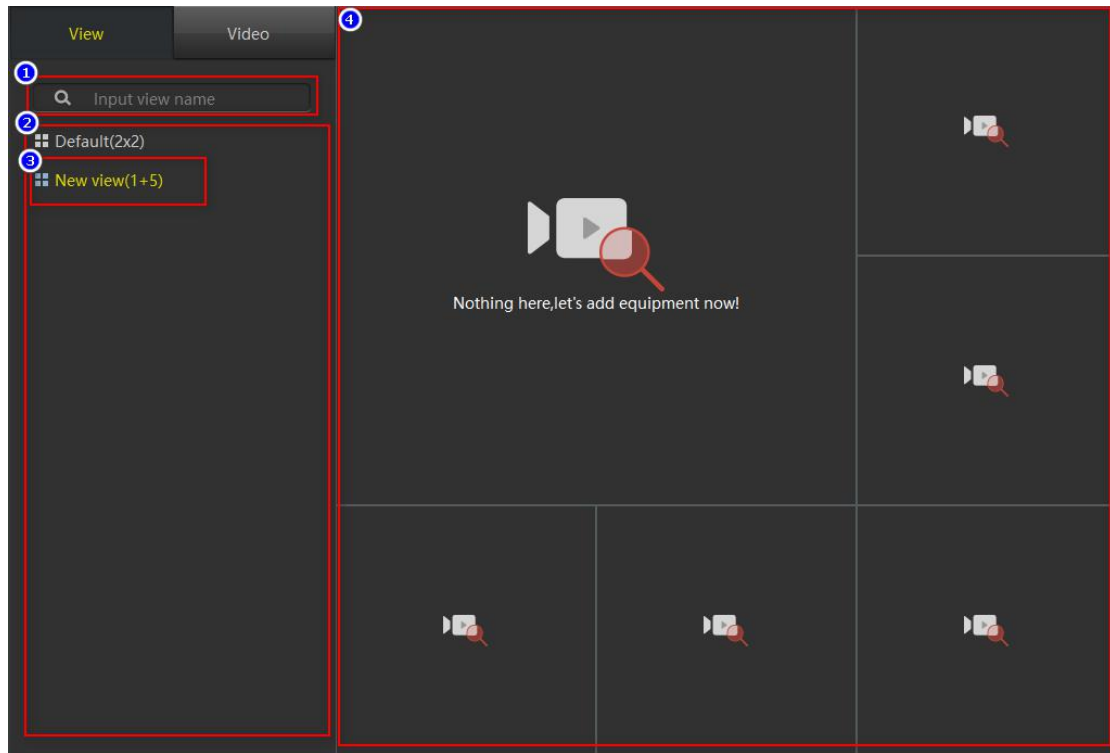 View
Video
1
Input view name
2
Default(2x2)
3
New view(1+5)
4
Nothing here,let's add equipment now!